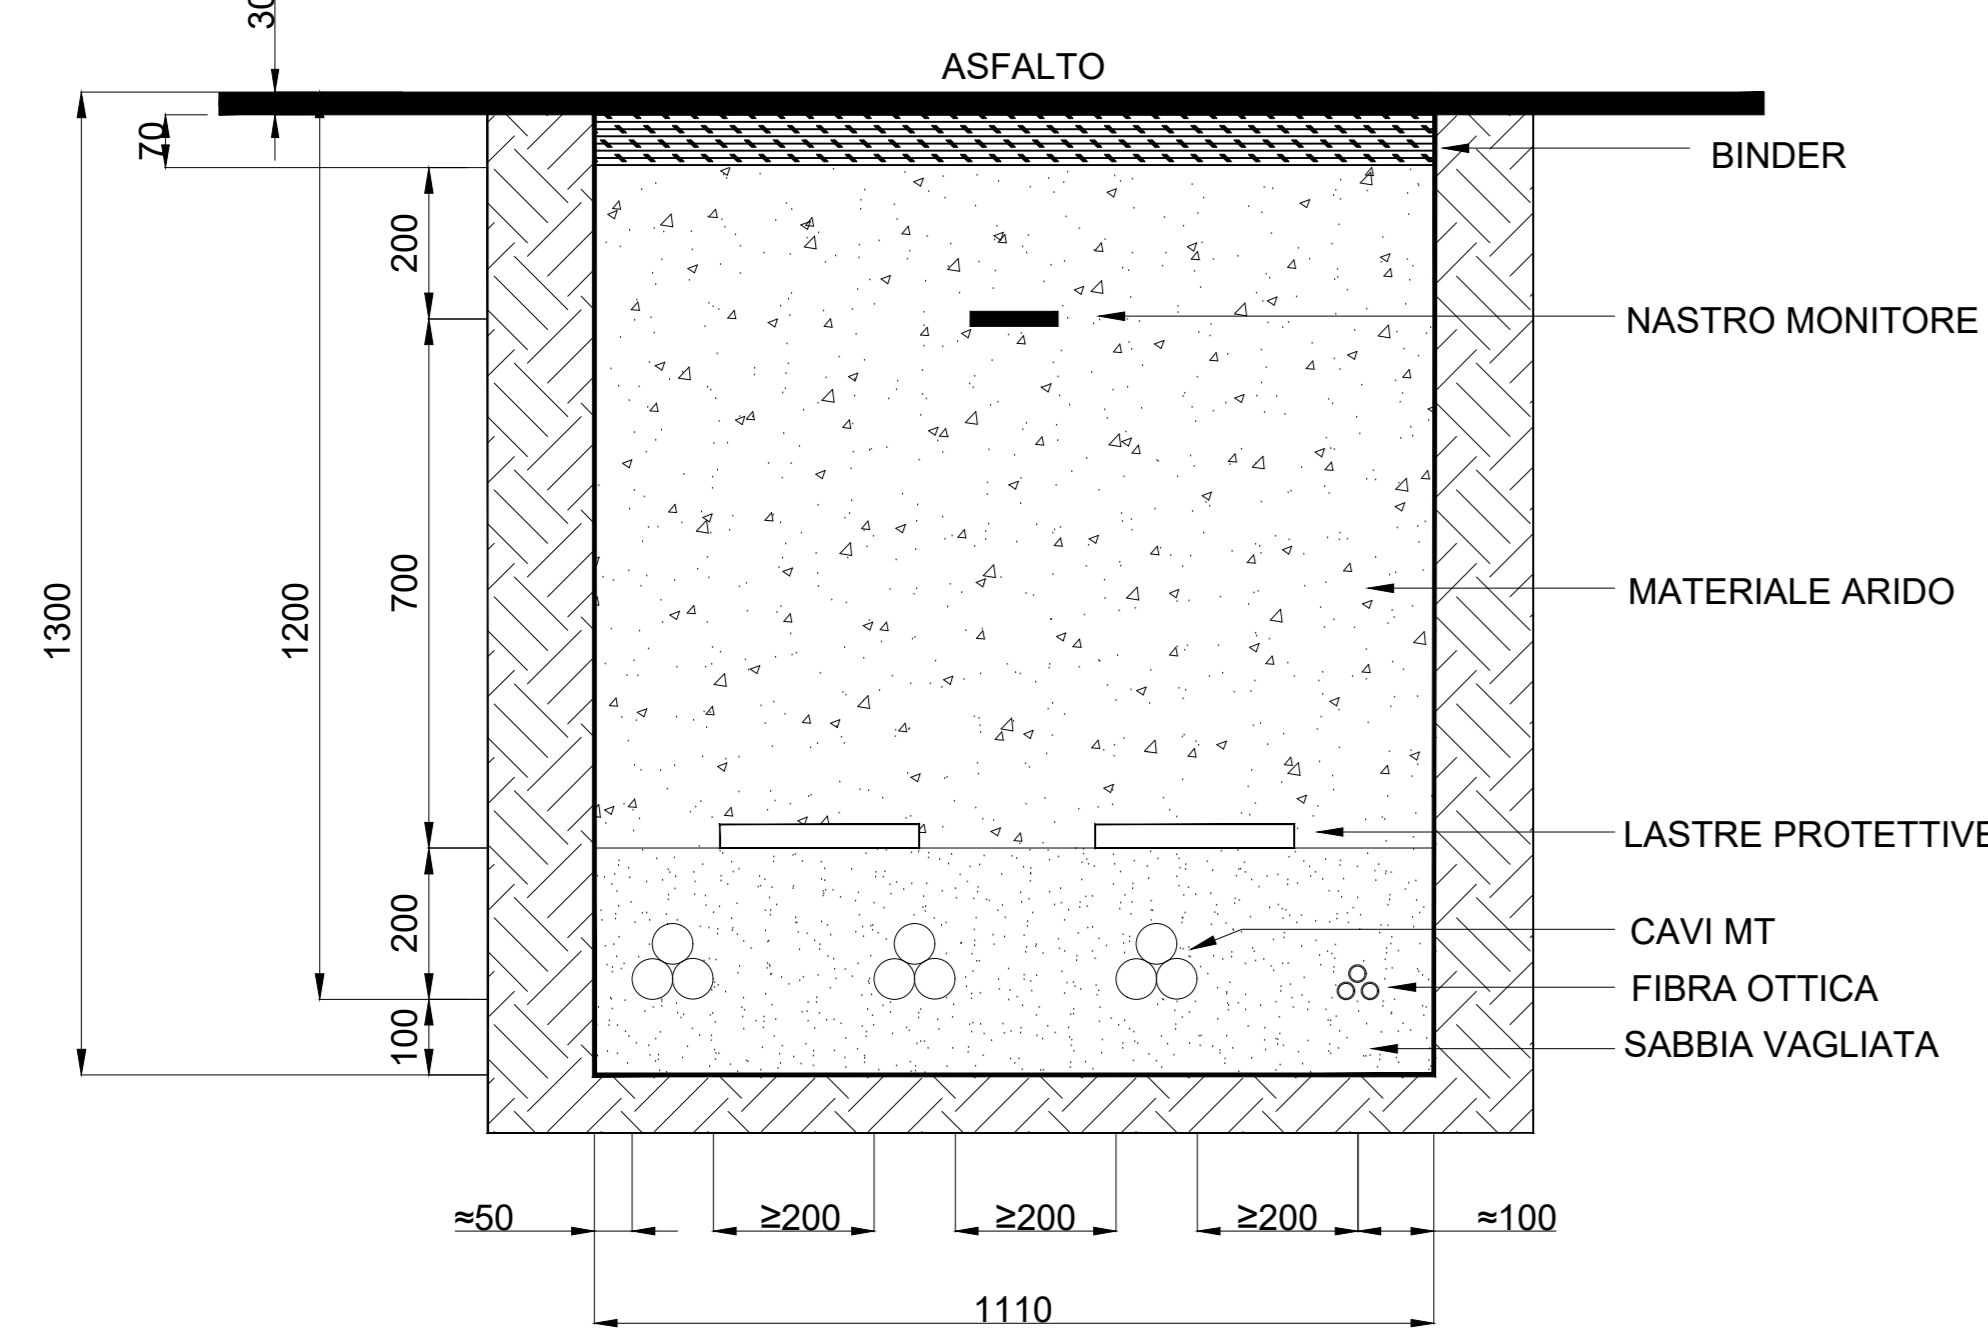 30
ASFALTO
70
BINDER
200
NASTRO MONITORE
700
1300
1200
MATERIALE ARIDO
LASTRE PROTETTIVE
200
CAVI MT
FIBRA OTTICA
100
SABBIA VAGLIATA
≈50
≥200
≥200
≥200
≈100
1110